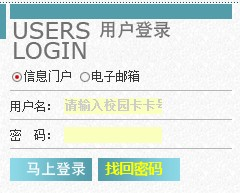 USERS 用户登录
LOGIN
信息门户 电子邮箱
用户名： 请输入校园卡卡号
密 码：
马上登录 找回密码